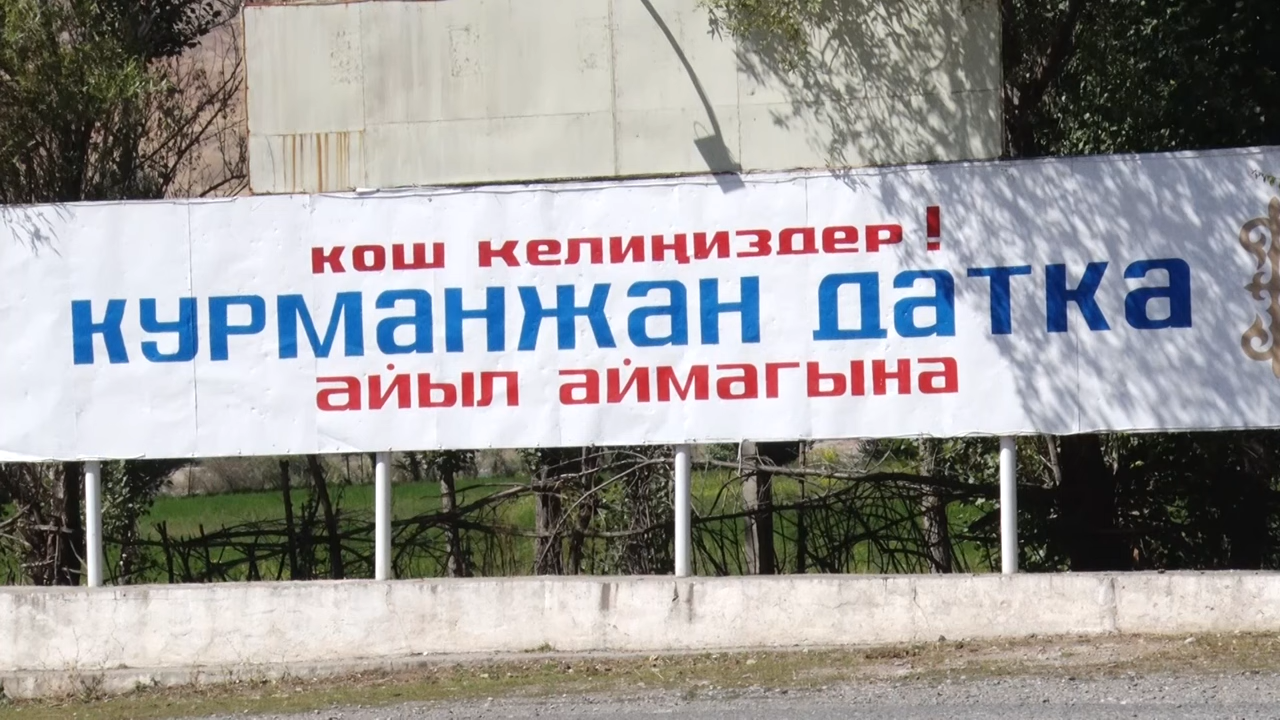 кош келиңиздер!
курманжан датка
айыл аймагына